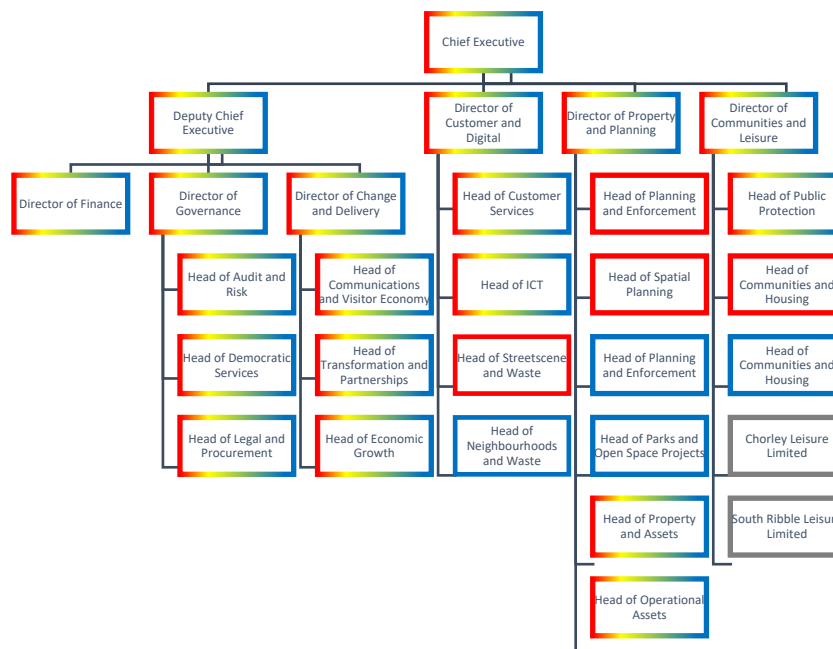 Chief Executive
Deputy Chief
Executive
Director of
Customer and
Digital
Director of Property
and Planning
Director of
Communities and
Leisure
Director of Finance
Director of
Governance
Director of Change
and Delivery
Head of Customer
Services
Head of Planning
and Enforcement
Head of Public
Protection
Head of Audit and
Risk
Head of
Communications
and Visitor Economy
Head of ICT
Head of Spatial
Planning
Head of
Communities and
Housing
Head of Democratic
Services
Head of
Transformation and
Partnerships
Head of Streetscene
and Waste
Head of Planning
and Enforcement
Head of
Communities and
Housing
Head of Legal and
Procurement
Head of Economic
Growth
Head of
Neighbourhoods
and Waste
Head of Parks and
Open Space Projects
Chorley Leisure
Limited
Head of Property
and Assets
South Ribble Leisure
Limited
Head of Operational
Assets